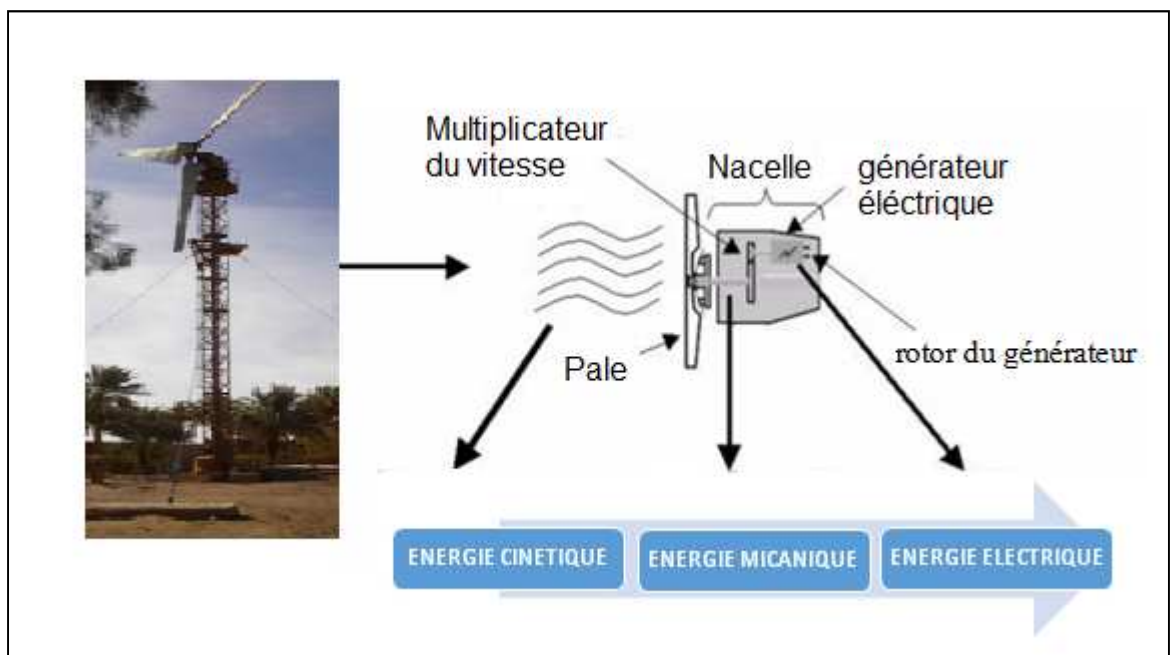 Multiplicateur
du vitesse
Nacelle
générateur
éléctrique
Pale
rotor du générateur
ENERGIE CINETIQUE
ENERGIE MICANIQUE
ENERGIE ELECTRIQUE